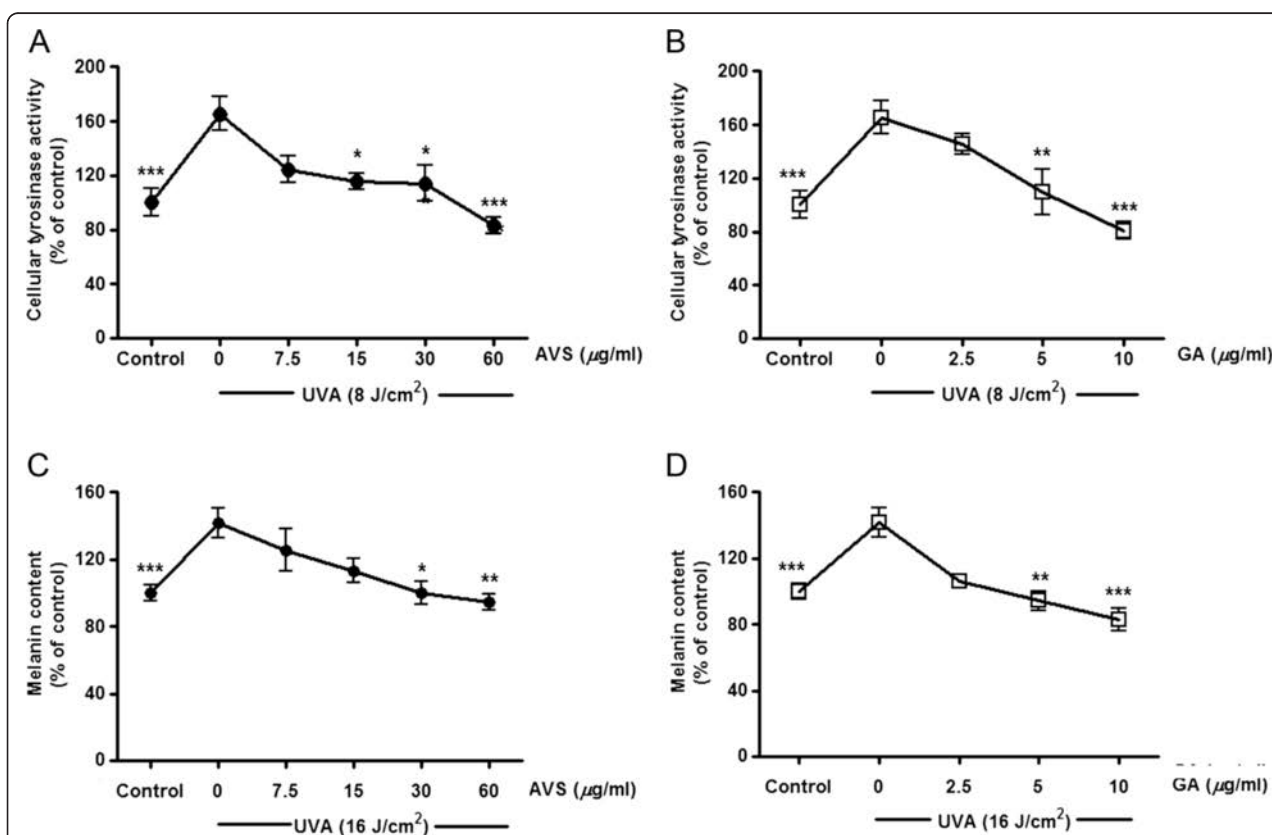 A
Cellular tyrosinase activity
(% of control)
200
160
120
80
40
0
***
*
*
***
Control 0 7.5 15 30 60 AVS (μg/ml)
UVA (8 J/cm²)
B
Cellular tyrosinase activity
(% of control)
200
160
120
80
40
0
***
**
***
Control 0 2.5 5 10 GA (μg/ml)
UVA (8 J/cm²)
C
Melanin content
(% of control)
160
120
80
40
0
***
*
**
Control 0 7.5 15 30 60 AVS (μg/ml)
UVA (16 J/cm²)
D
Melanin content
(% of control)
160
120
80
40
0
***
**
***
Control 0 2.5 5 10 GA (μg/ml)
UVA (16 J/cm²)